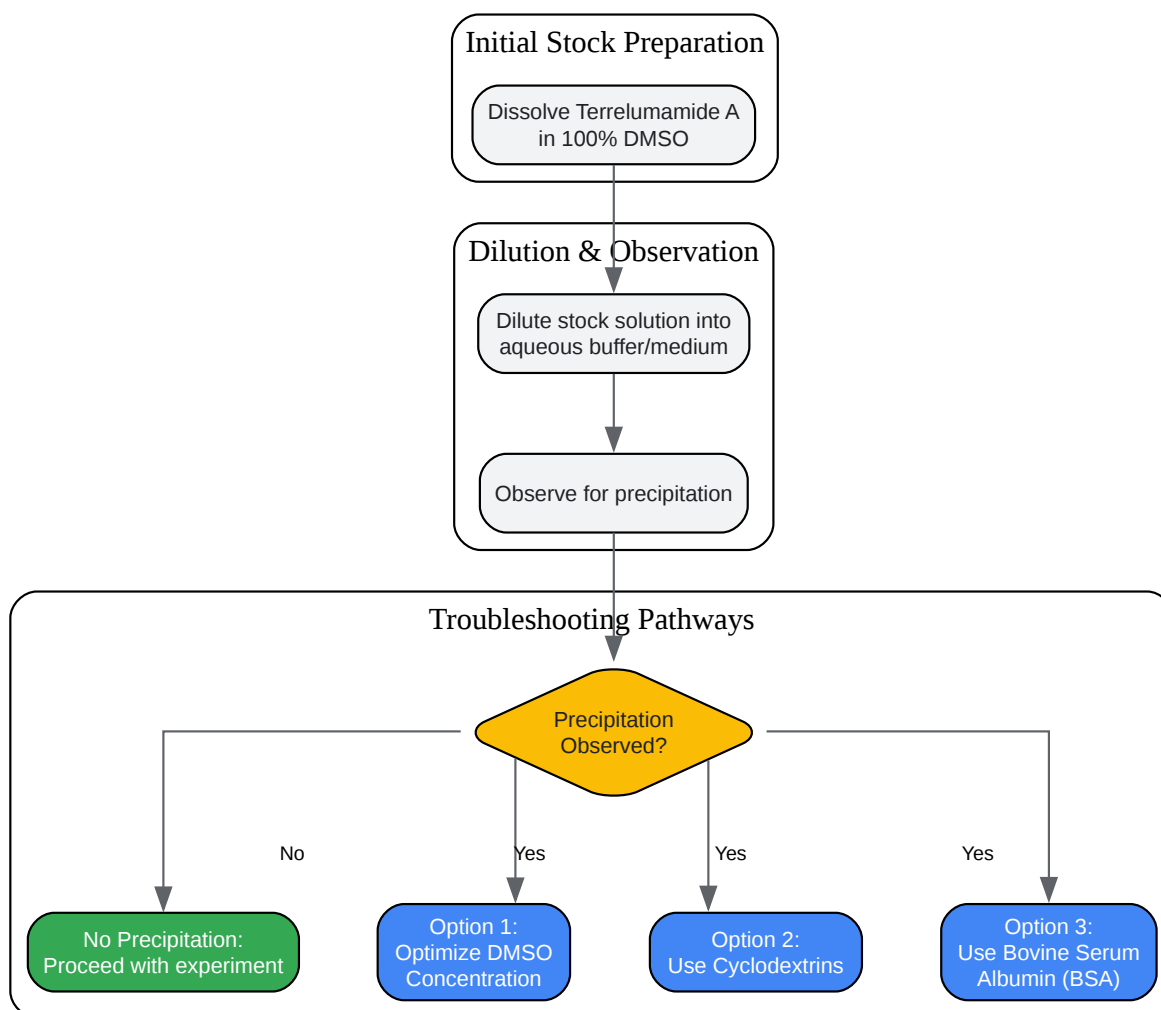 Initial Stock Preparation
Dissolve Terrelumamide A
in 100% DMSO
Dilution & Observation
Dilute stock solution into
aqueous buffer/medium
Observe for precipitation
Troubleshooting Pathways
Precipitation
Observed?
No
Yes
Yes
Yes
No Precipitation:
Proceed with experiment
Option 1:
Optimize DMSO
Concentration
Option 2:
Use Cyclodextrins
Option 3:
Use Bovine Serum
Albumin (BSA)